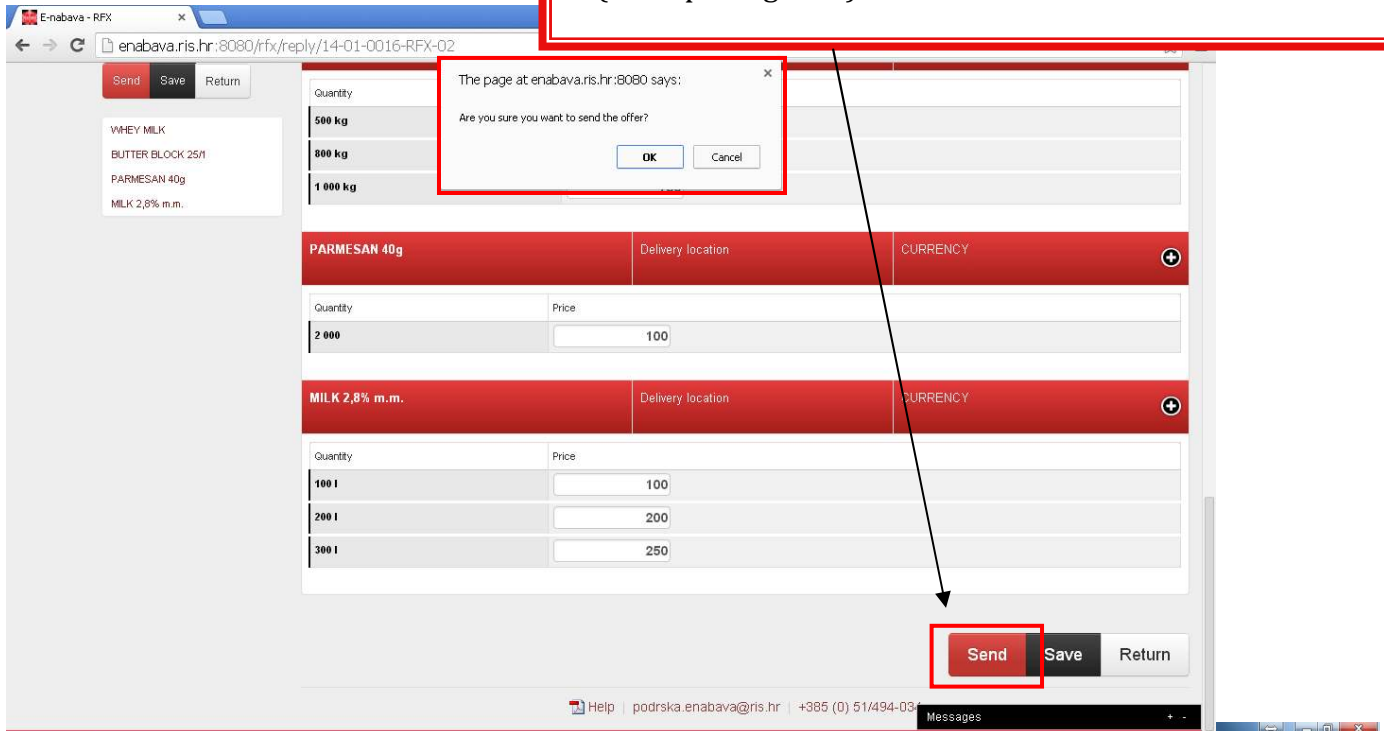 E-nabava - RFX
enabava.ris.hr:8080/rfx/reply/14-01-0016-RFX-02
Send Save Return
WHEY MILK
BUTTER BLOCK 25/1
PARMESAN 40g
MILK 2,8% m.m.
The page at enabava.ris.hr:8080 says:
Are you sure you want to send the offer?
OK Cancel
Quantity
500 kg
800 kg
1 000 kg
PARMESAN 40g Delivery location CURRENCY
Quantity Price
2 000 100
MILK 2,8% m.m. Delivery location CURRENCY
Quantity Price
100 l 100
200 l 200
300 l 250
Send Save Return
Help | podrska.enabava@ris.hr | +385 (0) 51/494-034
Messages + -